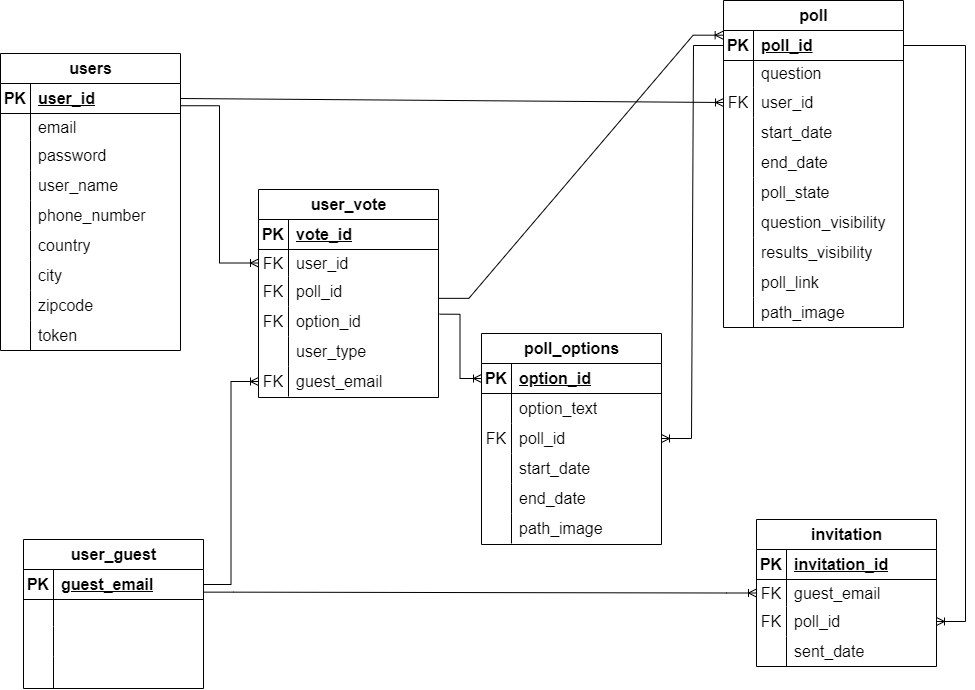 poll
PK poll_id
question
FK user_id
start_date
end_date
poll_state
question_visibility
results_visibility
poll_link
path_image
users
PK user_id
email
password
user_name
phone_number
country
city
zipcode
token
user_vote
PK vote_id
FK user_id
FK poll_id
FK option_id
user_type
FK guest_email
poll_options
PK option_id
option_text
FK poll_id
start_date
end_date
path_image
user_guest
PK guest_email
invitation
PK invitation_id
FK guest_email
FK poll_id
sent_date